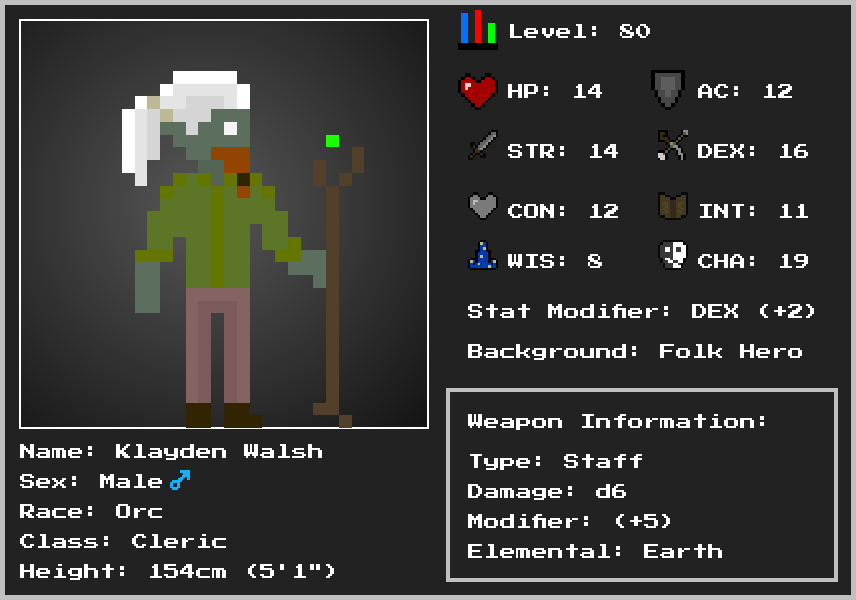 Level: 80
HP: 14 AC: 12
STR: 14 DEX: 16
CON: 12 INT: 11
WIS: 8 CHA: 19
Stat Modifier: DEX (+2)
Background: Folk Hero
Weapon Information:
Type: Staff
Damage: d6
Modifier: (+5)
Elemental: Earth
Name: Klayden Walsh
Sex: Male ♂
Race: Orc
Class: Cleric
Height: 154cm (5'1")